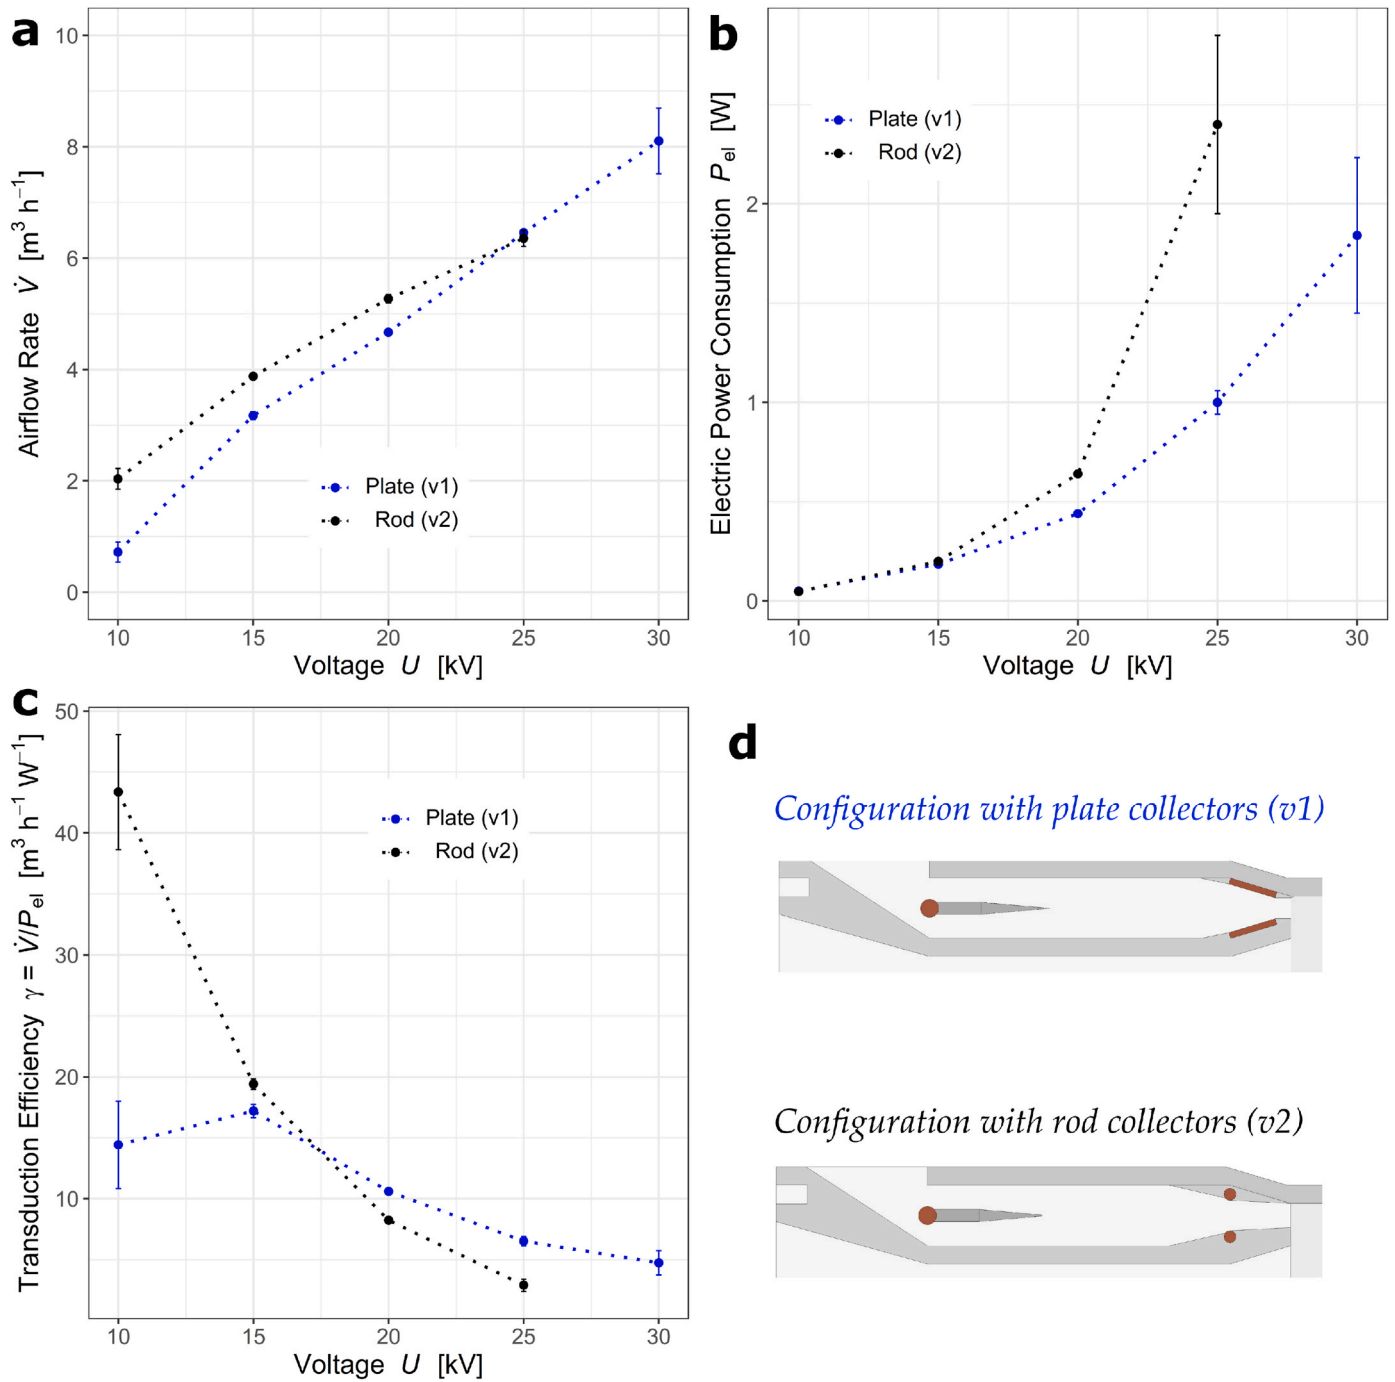 a
Airflow Rate V̇ [m³ h⁻¹]
10
8
6
4
2
0
Plate (v1)
Rod (v2)
10 15 20 25 30
Voltage U [kV]
b
Electric Power Consumption Pel [W]
2
1
0
Plate (v1)
Rod (v2)
10 15 20 25 30
Voltage U [kV]
c
Transduction Efficiency γ = V̇/Pel [m³ h⁻¹ W⁻¹]
50
40
30
20
10
Plate (v1)
Rod (v2)
10 15 20 25 30
Voltage U [kV]
d
Configuration with plate collectors (v1)
Configuration with rod collectors (v2)